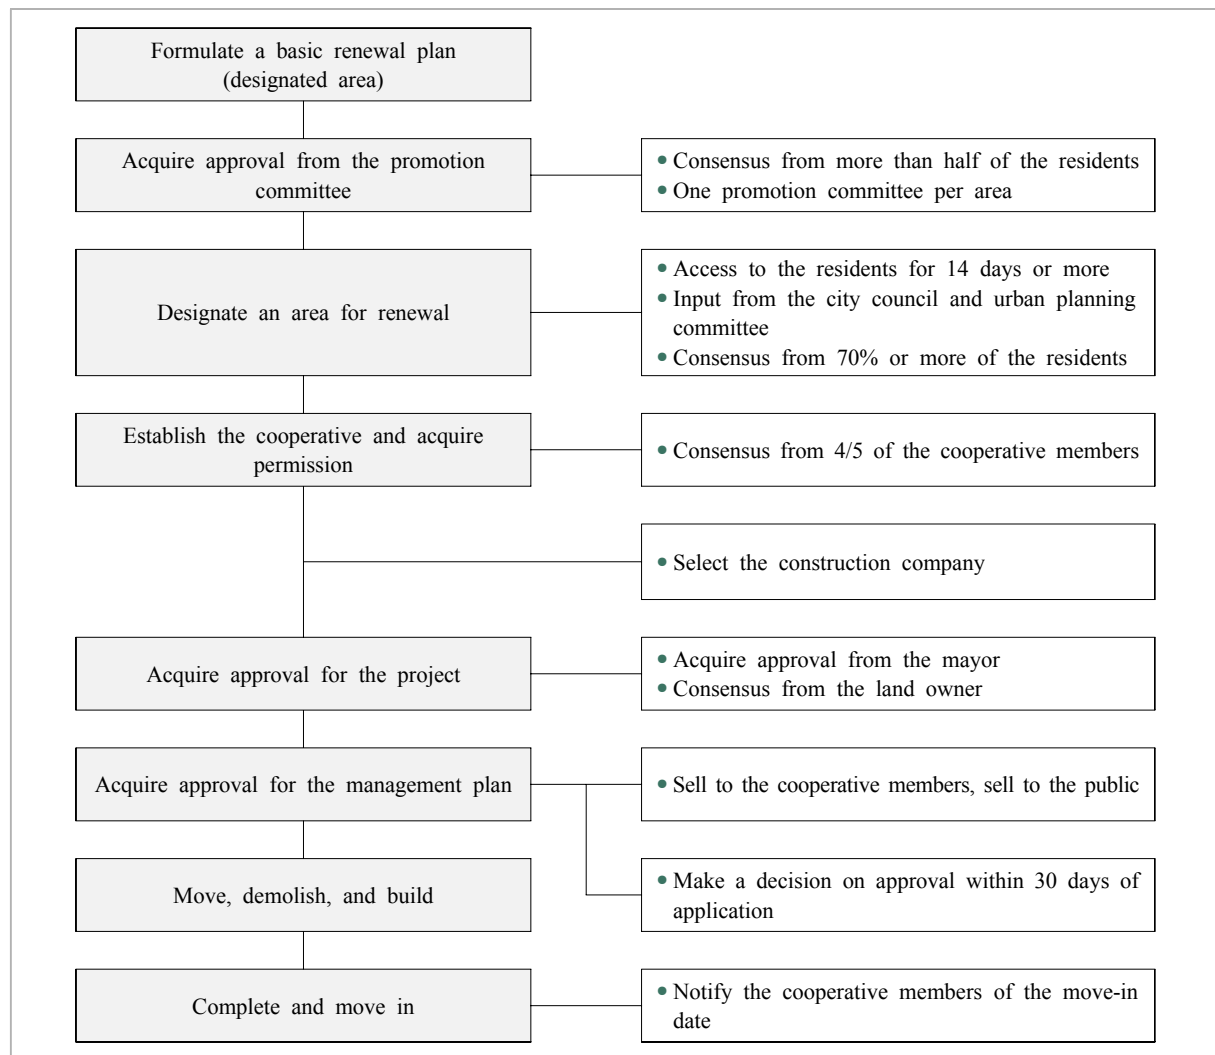 Formulate a basic renewal plan
(designated area)
Acquire approval from the promotion
committee
• Consensus from more than half of the residents
• One promotion committee per area
Designate an area for renewal
• Access to the residents for 14 days or more
• Input from the city council and urban planning
committee
• Consensus from 70% or more of the residents
Establish the cooperative and acquire
permission
• Consensus from 4/5 of the cooperative members
• Select the construction company
Acquire approval for the project
• Acquire approval from the mayor
• Consensus from the land owner
Acquire approval for the management plan
• Sell to the cooperative members, sell to the public
Move, demolish, and build
• Make a decision on approval within 30 days of
application
Complete and move in
• Notify the cooperative members of the move-in
date